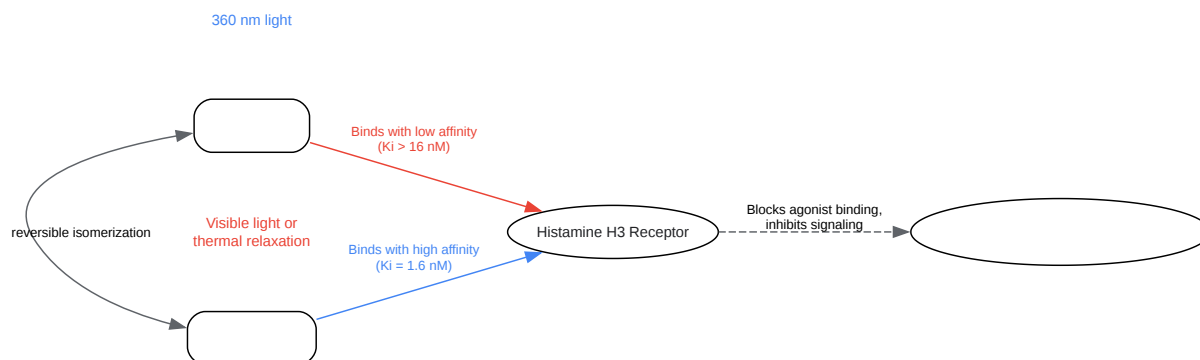 360 nm light
Binds with low affinity
(Ki > 16 nM)
reversible isomerization
Visible light or
thermal relaxation
Binds with high affinity
(Ki = 1.6 nM)
Histamine H3 Receptor
Blocks agonist binding,
inhibits signaling